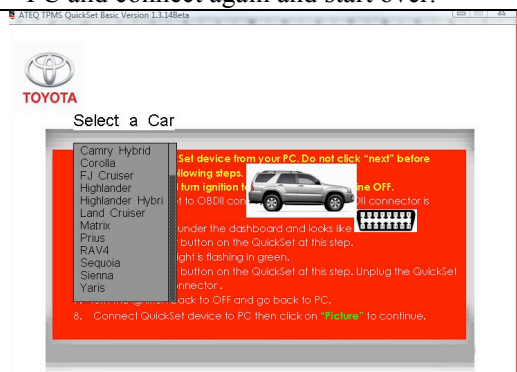 PC and connect again and start over.
ATEQ TPMS QuickSet Basic Version 1.3.14Beta
TOYOTA
Select a Car
Camry Hybrid
Corolla
FJ Cruiser
Highlander
Highlander Hybri
Land Cruiser
Matrix
Prius
RAV4
Sequoia
Sienna
Yaris
Set device from your PC. Do not click "next" before
llowing steps.
turn ignition to
ne OFF.
t to OBDII con
DII connector is
under the dashboard and looks like
button on the QuickSet at this step.
ight is flashing in green.
button on the QuickSet at this step. Unplug the QuickSet
nnector .
back to OFF and go back to PC.
8. Connect QuickSet device to PC then click on "Picture" to continue.